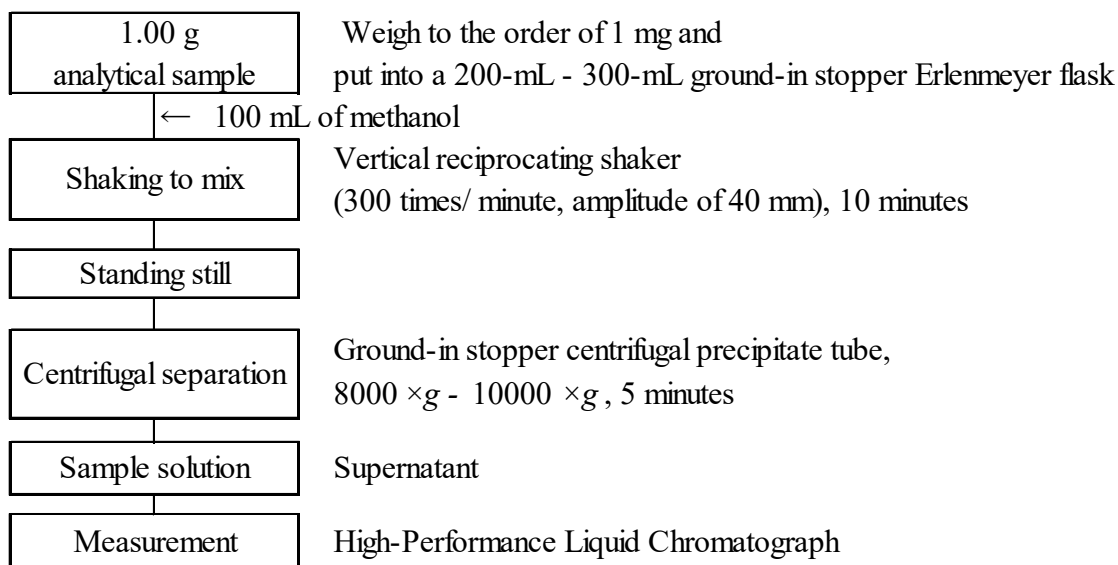 1.00 g
analytical sample
Weigh to the order of 1 mg and
put into a 200-mL - 300-mL ground-in stopper Erlenmeyer flask
← 100 mL of methanol
Shaking to mix
Vertical reciprocating shaker
(300 times/ minute, amplitude of 40 mm), 10 minutes
Standing still
Centrifugal separation
Ground-in stopper centrifugal precipitate tube,
8000 ×g - 10000 ×g , 5 minutes
Sample solution
Supernatant
Measurement
High-Performance Liquid Chromatograph